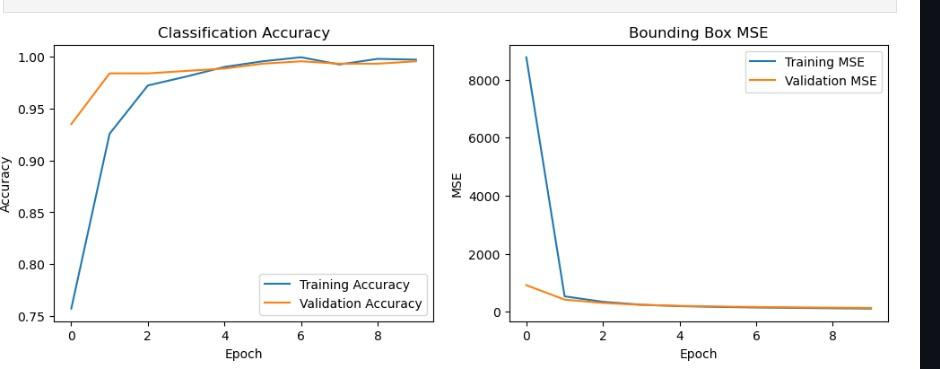 Classification Accuracy
1.00
0.95
0.90
0.85
0.80
0.75
Accuracy
0 2 4 6 8
Epoch
Training Accuracy
Validation Accuracy
Bounding Box MSE
8000
6000
4000
2000
0
MSE
0 2 4 6 8
Epoch
Training MSE
Validation MSE